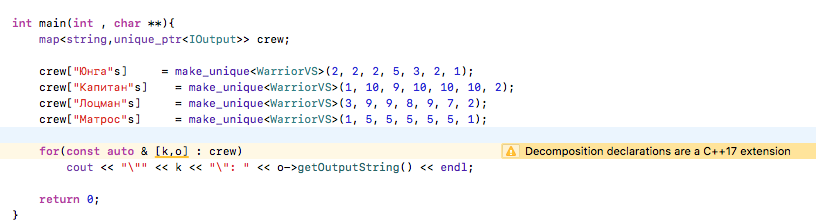 int main(int , char **){
    map<string,unique_ptr<IOutput>> crew;
    crew["Юнга"s]     = make_unique<WarriorVS>(2, 2, 2, 5, 3, 2, 1);
    crew["Капитан"s]    = make_unique<WarriorVS>(1, 10, 9, 10, 10, 10, 2);
    crew["Лоцман"s]     = make_unique<WarriorVS>(3, 9, 9, 8, 9, 7, 2);
    crew["Матрос"s]     = make_unique<WarriorVS>(1, 5, 5, 5, 5, 5, 1);
    for(const auto & [k,o] : crew) Decomposition declarations are a C++17 extension
        cout << "\"" << k << "\": " << o->getOutputString() << endl;
    return 0;
}